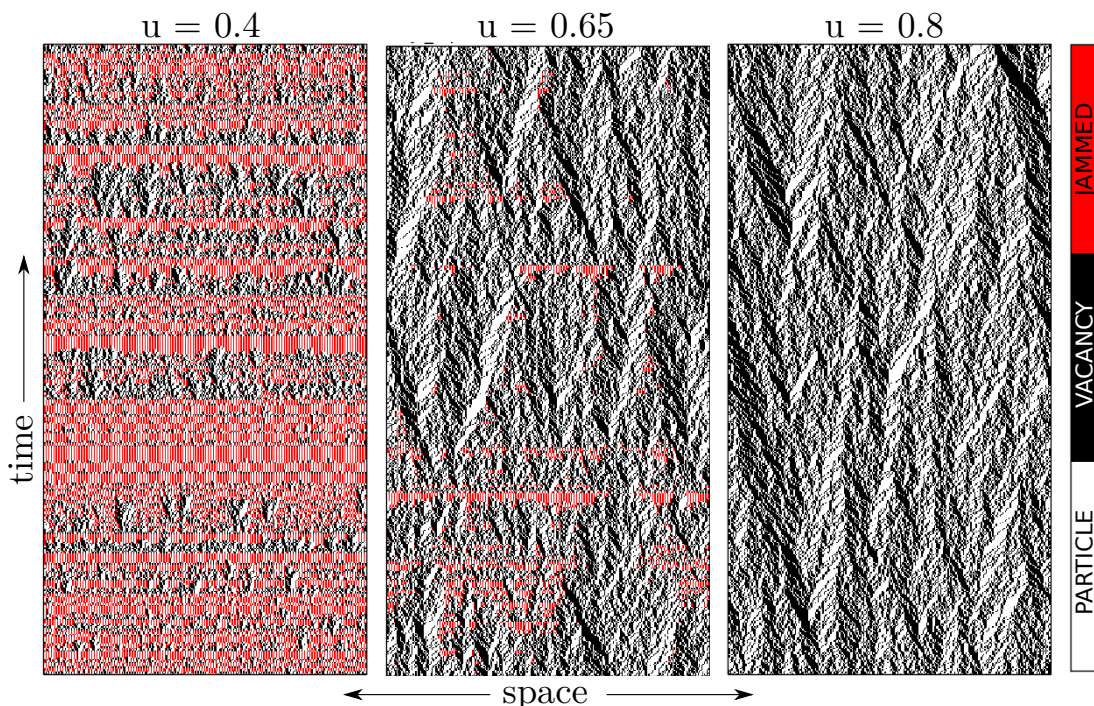 u = 0.4
u = 0.65
u = 0.8
time
space
JAMMED
VACANCY
PARTICLE